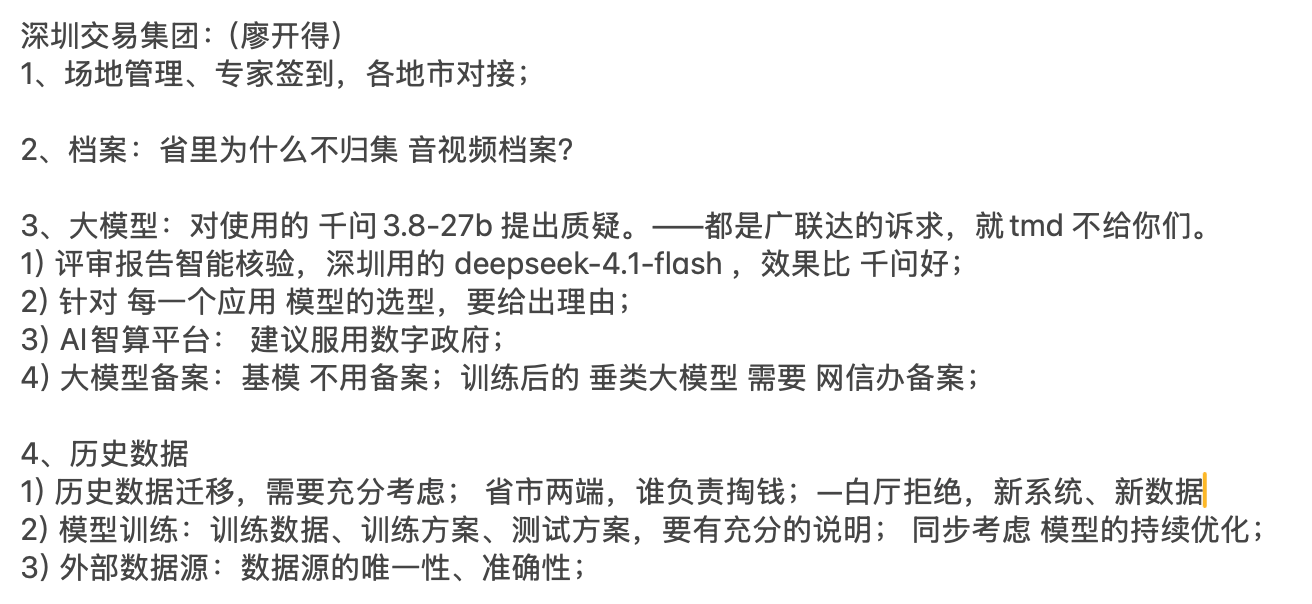 深圳交易集团：（廖开得）
1、场地管理、专家签到，各地市对接；
2、档案：省里为什么不归集 音视频档案？
3、大模型：对使用的 千问3.8-27b 提出质疑。——都是广联达的诉求，就tmd 不给你们。
1) 评审报告智能核验，深圳用的 deepseek-4.1-flash ，效果比 千问好；
2) 针对 每一个应用 模型的选型，要给出理由；
3) AI智算平台： 建议服用数字政府；
4) 大模型备案：基模 不用备案；训练后的 垂类大模型 需要 网信办备案；
4、历史数据
1) 历史数据迁移，需要充分考虑； 省市两端，谁负责掏钱；—白厅拒绝，新系统、新数据
2) 模型训练：训练数据、训练方案、测试方案，要有充分的说明； 同步考虑 模型的持续优化；
3) 外部数据源：数据源的唯一性、准确性；